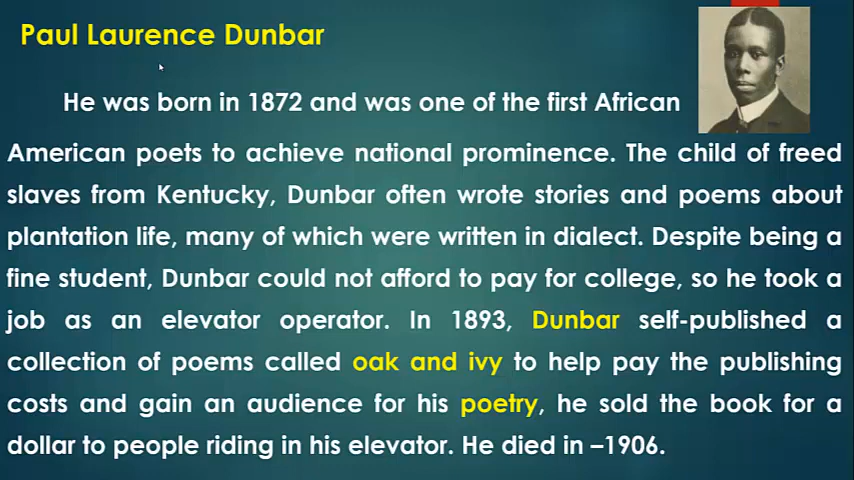 Paul Laurence Dunbar
He was born in 1872 and was one of the first African
American poets to achieve national prominence. The child of freed
slaves from Kentucky, Dunbar often wrote stories and poems about
plantation life, many of which were written in dialect. Despite being a
fine student, Dunbar could not afford to pay for college, so he took a
job as an elevator operator. In 1893, Dunbar self-published a
collection of poems called oak and ivy to help pay the publishing
costs and gain an audience for his poetry, he sold the book for a
dollar to people riding in his elevator. He died in –1906.